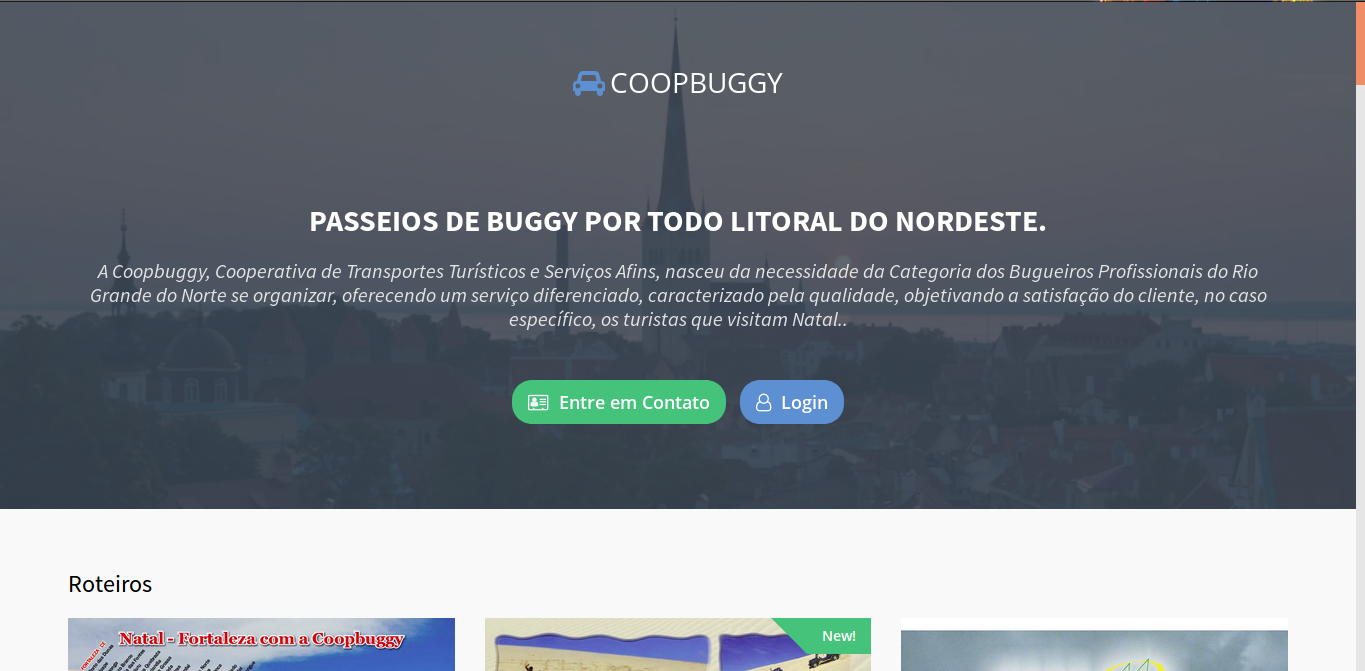 COOPBUGGY
PASSEIOS DE BUGGY POR TODO LITORAL DO NORDESTE.
A Coopbuggy, Cooperativa de Transportes Turísticos e Serviços Afins, nasceu da necessidade da Categoria dos Bugueiros Profissionais do Rio
Grande do Norte se organizar, oferecendo um serviço diferenciado, caracterizado pela qualidade, objetivando a satisfação do cliente, no caso
específico, os turistas que visitam Natal..
Entre em Contato
Login
Roteiros
Natal - Fortaleza com a Coopbuggy
New!